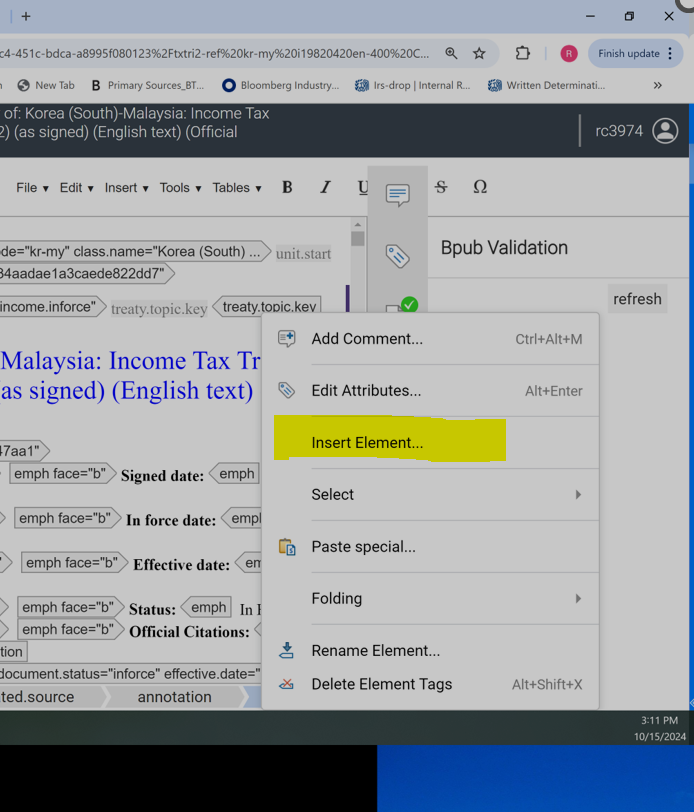 +
c4-451c-bdca-a8995f080123%2Ftxtri2-ref%20kr-my%20i19820420en-400%20C...
R
Finish update
New Tab
B Primary Sources_BT...
Bloomberg Industry...
Irs-drop | Internal R...
Written Determinati...
»
of: Korea (South)-Malaysia: Income Tax
2) (as signed) (English text) (Official
rc3974
File Edit Insert Tools Tables B I U S Ω
de="kr-my" class.name="Korea (South) ... unit.start
34aadae1a3caede822dd7"
income.inforce" treaty.topic.key treaty.topic.key
Bpub Validation
refresh
Malaysia: Income Tax Tr
as signed) (English text)
47aa1"
emph face="b" Signed date: emph
emph face="b" In force date: emp
emph face="b" Effective date: em
emph face="b" Status: emph In
emph face="b" Official Citations:
tion
document.status="inforce" effective.date="
ted.source annotation
Add Comment... Ctrl+Alt+M
Edit Attributes... Alt+Enter
Insert Element...
Select
Paste special...
Folding
Rename Element...
Delete Element Tags Alt+Shift+X
3:11 PM
10/15/2024